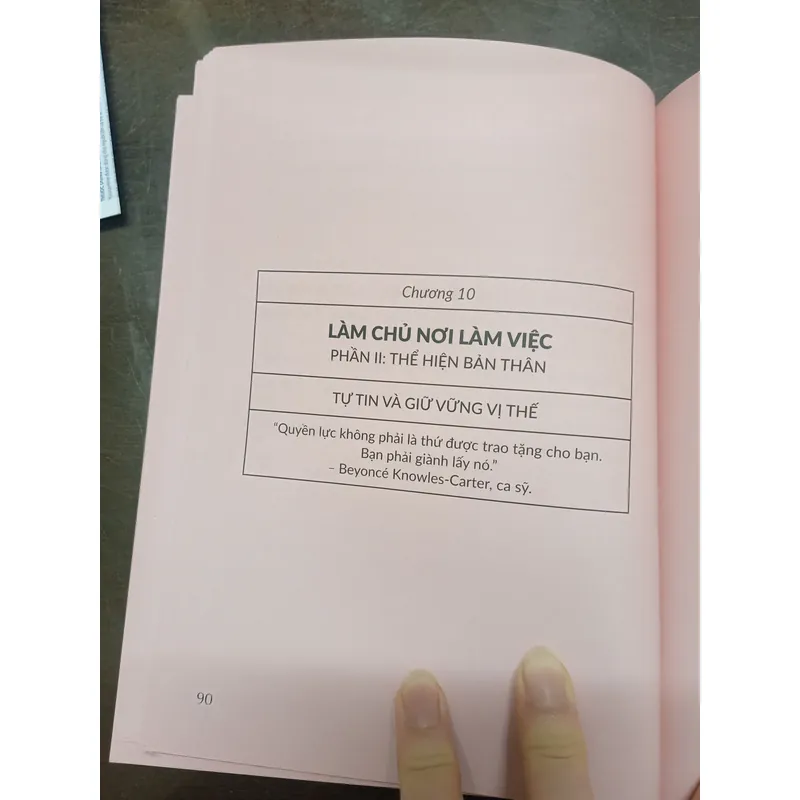 Chương 10
LÀM CHỦ NƠI LÀM VIỆC
PHẦN II: THỂ HIỆN BẢN THÂN
TỰ TIN VÀ GIỮ VỮNG VỊ THẾ
“Quyền lực không phải là thứ được trao tặng cho bạn.
Bạn phải giành lấy nó.”
– Beyoncé Knowles-Carter, ca sỹ.
90